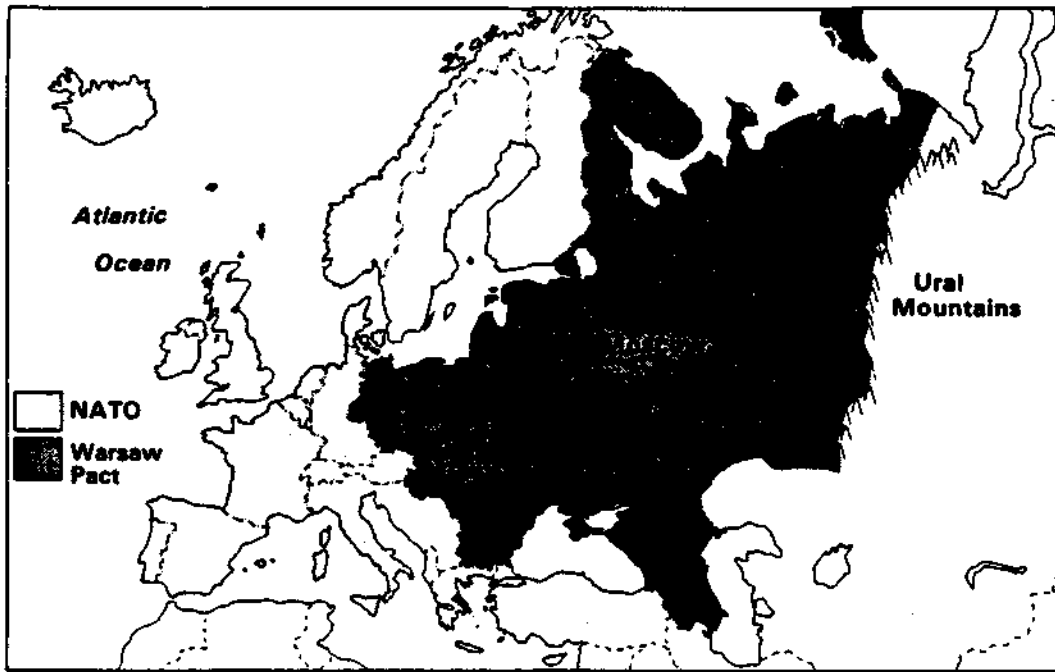 Atlantic
Ocean
Ural
Mountains
NATO
Warsaw
Pact